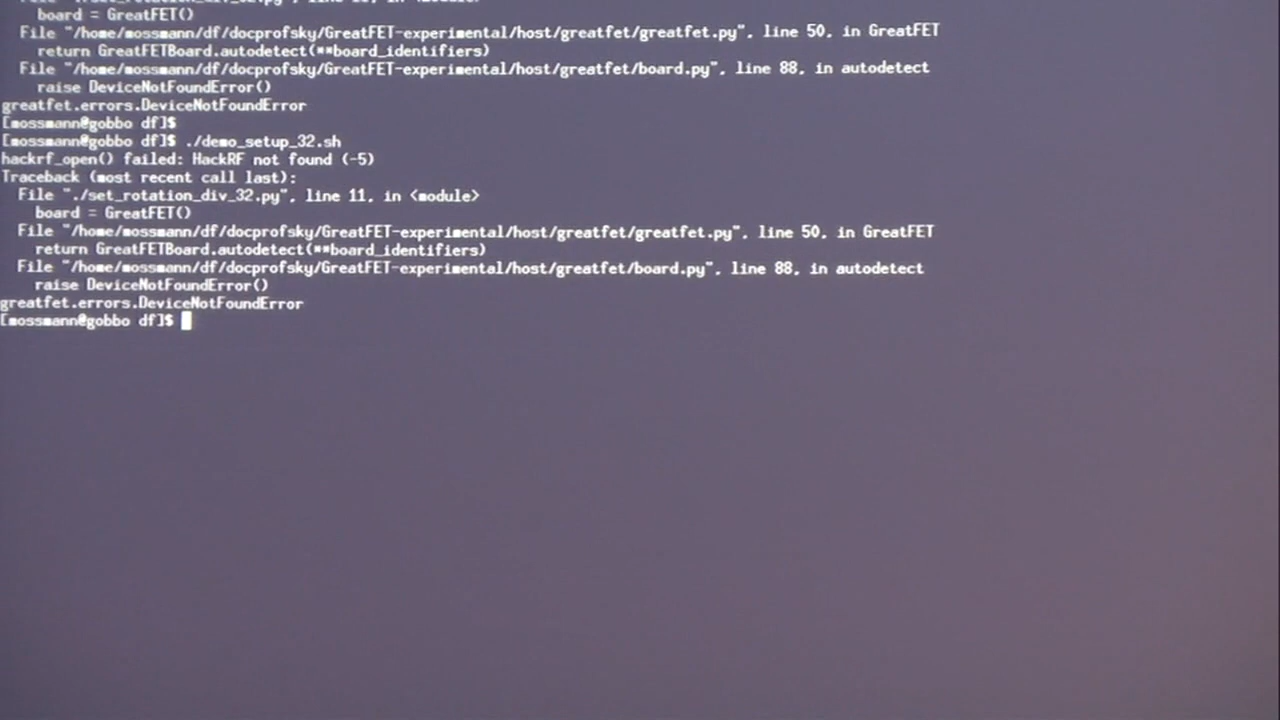 board = GreatFET()
File "/home/mossmann/df/docprofsky/GreatFET-experimental/host/greatfet/greatfet.py", line 50, in GreatFET
return GreatFETBoard.autodetect(**board_identifiers)
File "/home/mossmann/df/docprofsky/GreatFET-experimental/host/greatfet/board.py", line 88, in autodetect
raise DeviceNotFoundError()
greatfet.errors.DeviceNotFoundError
[mossmann@gobbo df]$
[mossmann@gobbo df]$ ./demo_setup_32.sh
hackrf_open() failed: HackRF not found (-5)
Traceback (most recent call last):
File "./set_rotation_div_32.py", line 11, in <module>
board = GreatFET()
File "/home/mossmann/df/docprofsky/GreatFET-experimental/host/greatfet/greatfet.py", line 50, in GreatFET
return GreatFETBoard.autodetect(**board_identifiers)
File "/home/mossmann/df/docprofsky/GreatFET-experimental/host/greatfet/board.py", line 88, in autodetect
raise DeviceNotFoundError()
greatfet.errors.DeviceNotFoundError
[mossmann@gobbo df]$